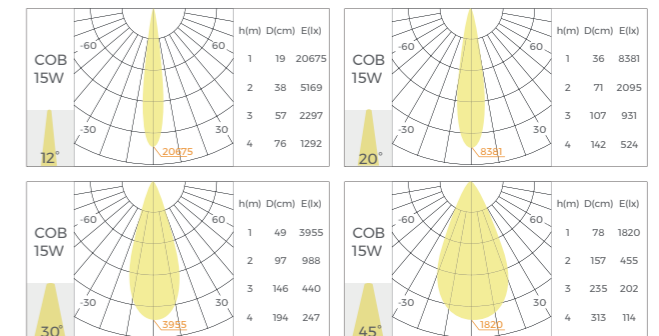 COB
15W
12°
-60
60
-30
30
20675
h(m) D(cm) E(lx)
1 19 20675
2 38 5169
3 57 2297
4 76 1292
COB
15W
20°
-60
60
-30
30
8381
h(m) D(cm) E(lx)
1 36 8381
2 71 2095
3 107 931
4 142 524
COB
15W
30°
-60
60
-30
30
3955
h(m) D(cm) E(lx)
1 49 3955
2 97 988
3 146 440
4 194 247
COB
15W
45°
-60
60
-30
30
1820
h(m) D(cm) E(lx)
1 78 1820
2 157 455
3 235 202
4 313 114